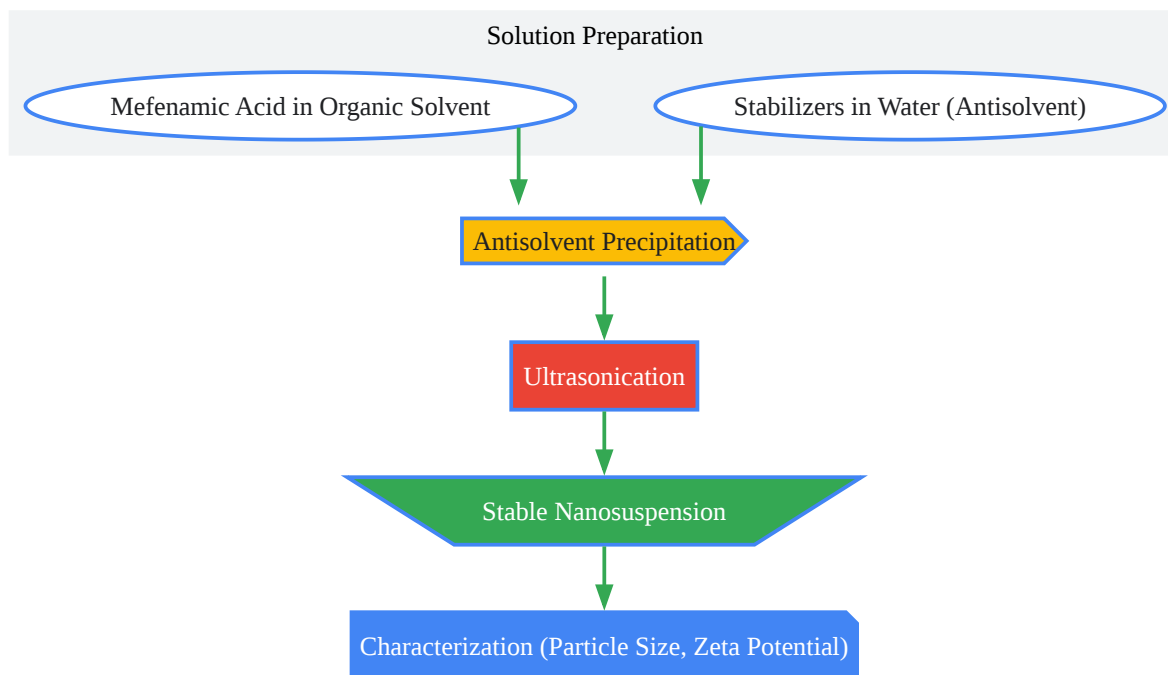 Solution Preparation
Mefenamic Acid in Organic Solvent
Stabilizers in Water (Antisolvent)
Antisolvent Precipitation
Ultrasonication
Stable Nanosuspension
Characterization (Particle Size, Zeta Potential)